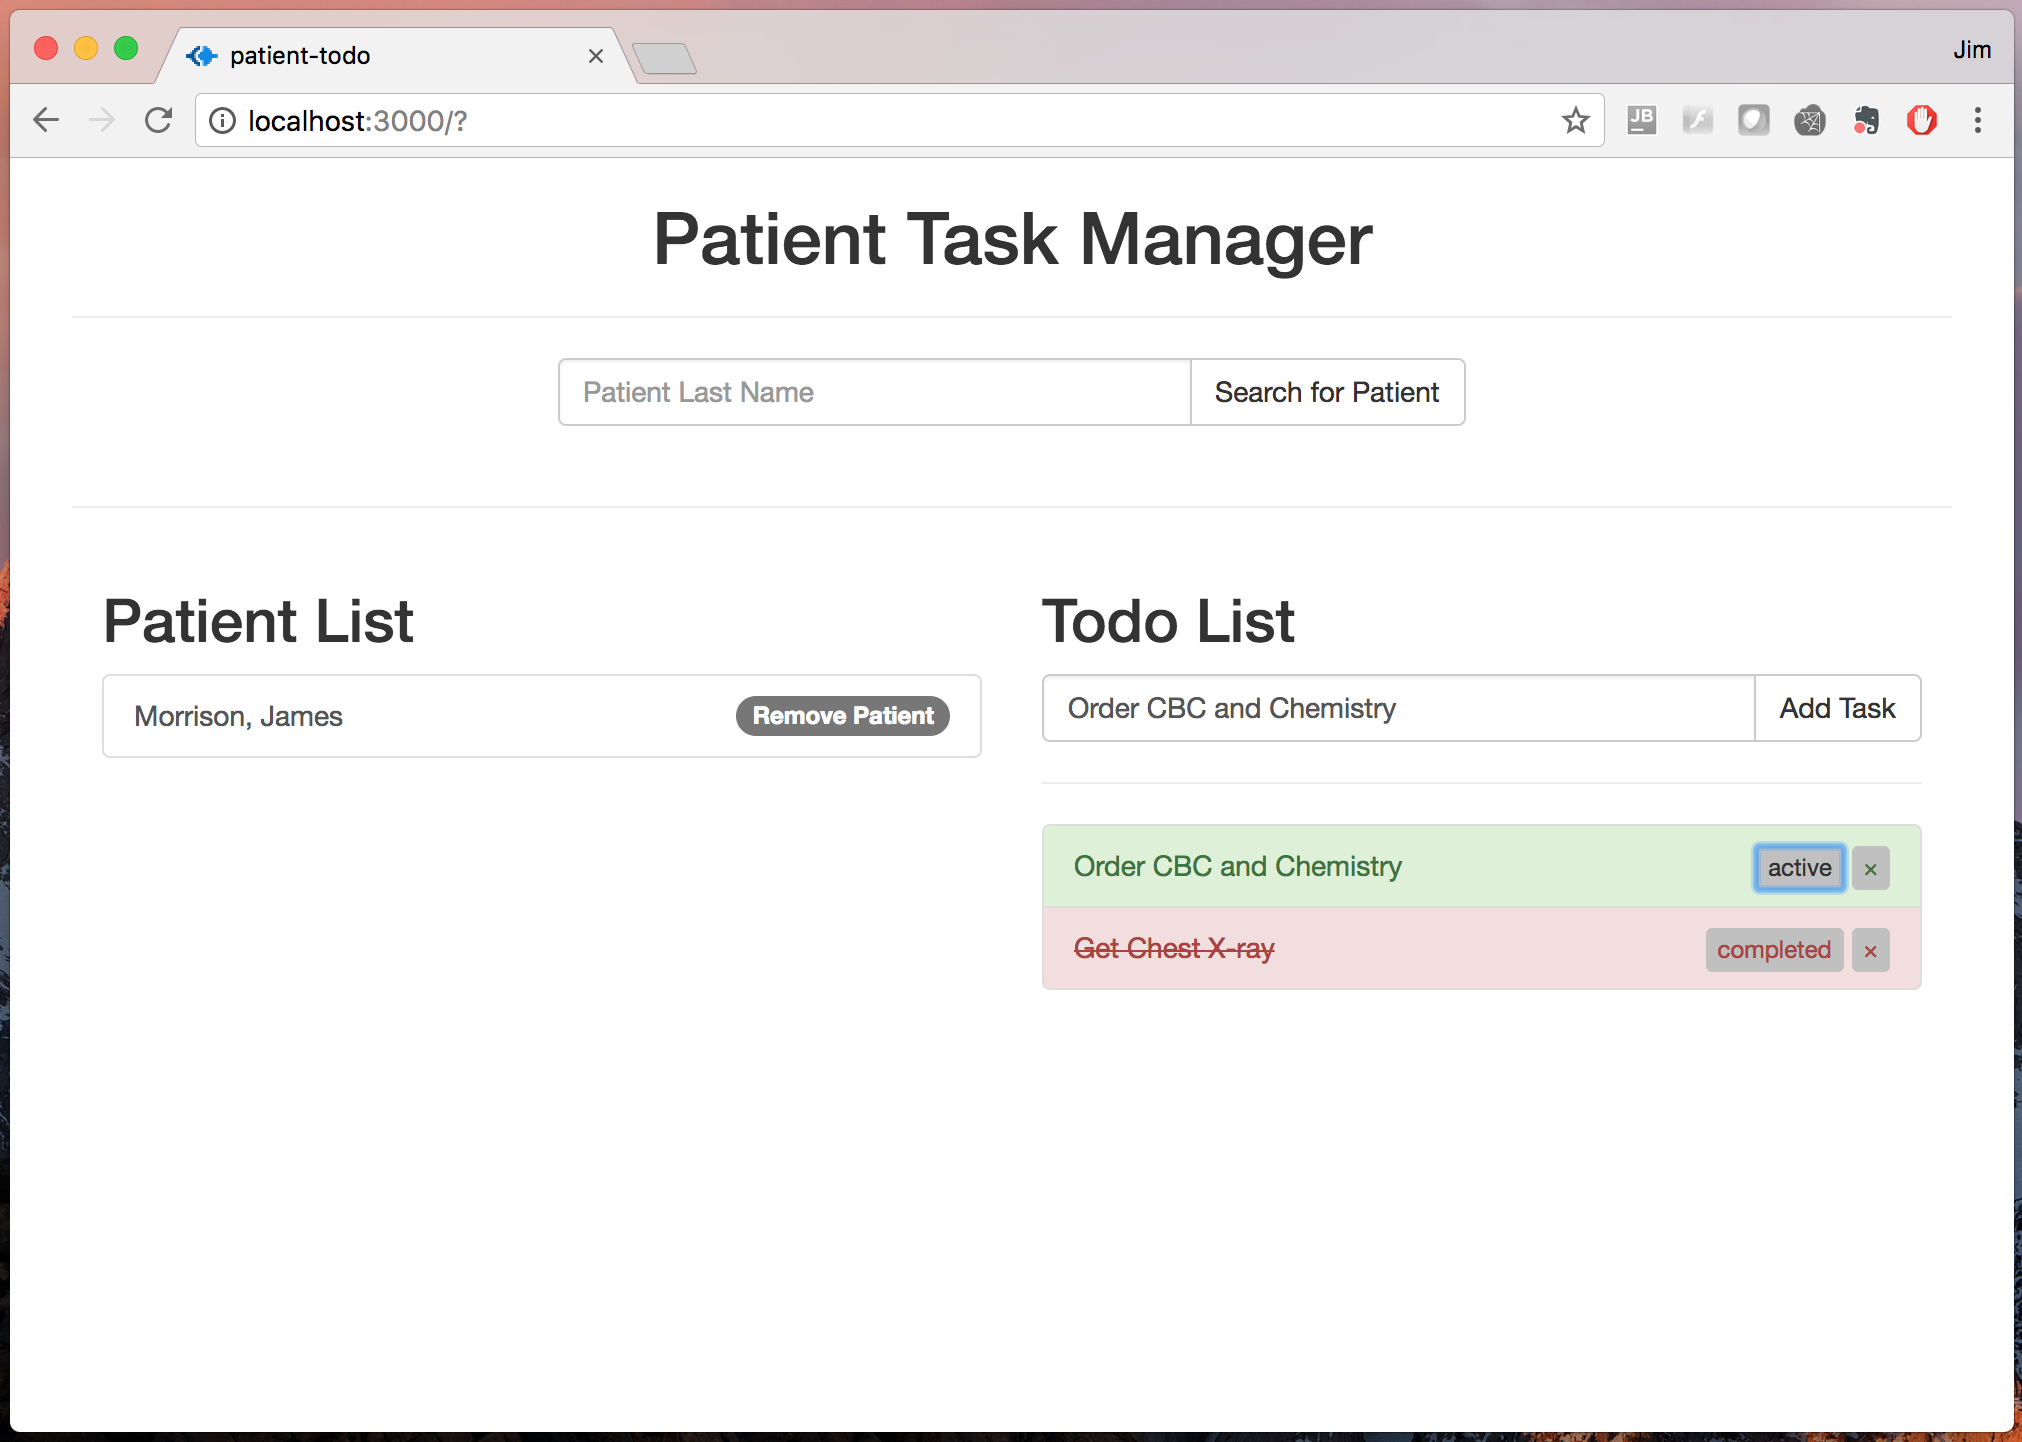 patient-todo
Jim
localhost:3000/?
JB
Patient Task Manager
Patient Last Name
Search for Patient
Patient List
Todo List
Morrison, James
Remove Patient
Order CBC and Chemistry
Add Task
Order CBC and Chemistry
active
×
Get Chest X-ray
completed
×